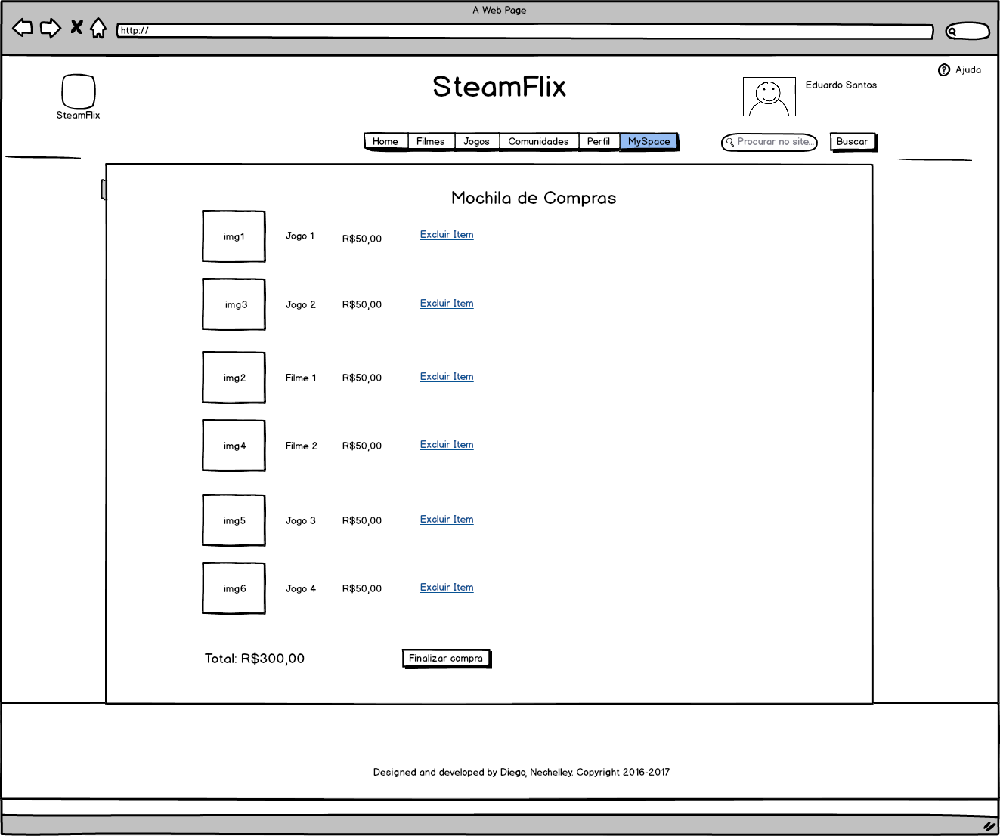 A Web Page
http://
Ajuda
SteamFlix
Eduardo Santos
SteamFlix
Home Filmes Jogos Comunidades Perfil MySpace
Procurar no site... Buscar
Mochila de Compras
img1 Jogo 1 R$50,00 Excluir Item
img3 Jogo 2 R$50,00 Excluir Item
img2 Filme 1 R$50,00 Excluir Item
img4 Filme 2 R$50,00 Excluir Item
img5 Jogo 3 R$50,00 Excluir Item
img6 Jogo 4 R$50,00 Excluir Item
Total: R$300,00 Finalizar compra
Designed and developed by Diego, Nechelley. Copyright 2016-2017